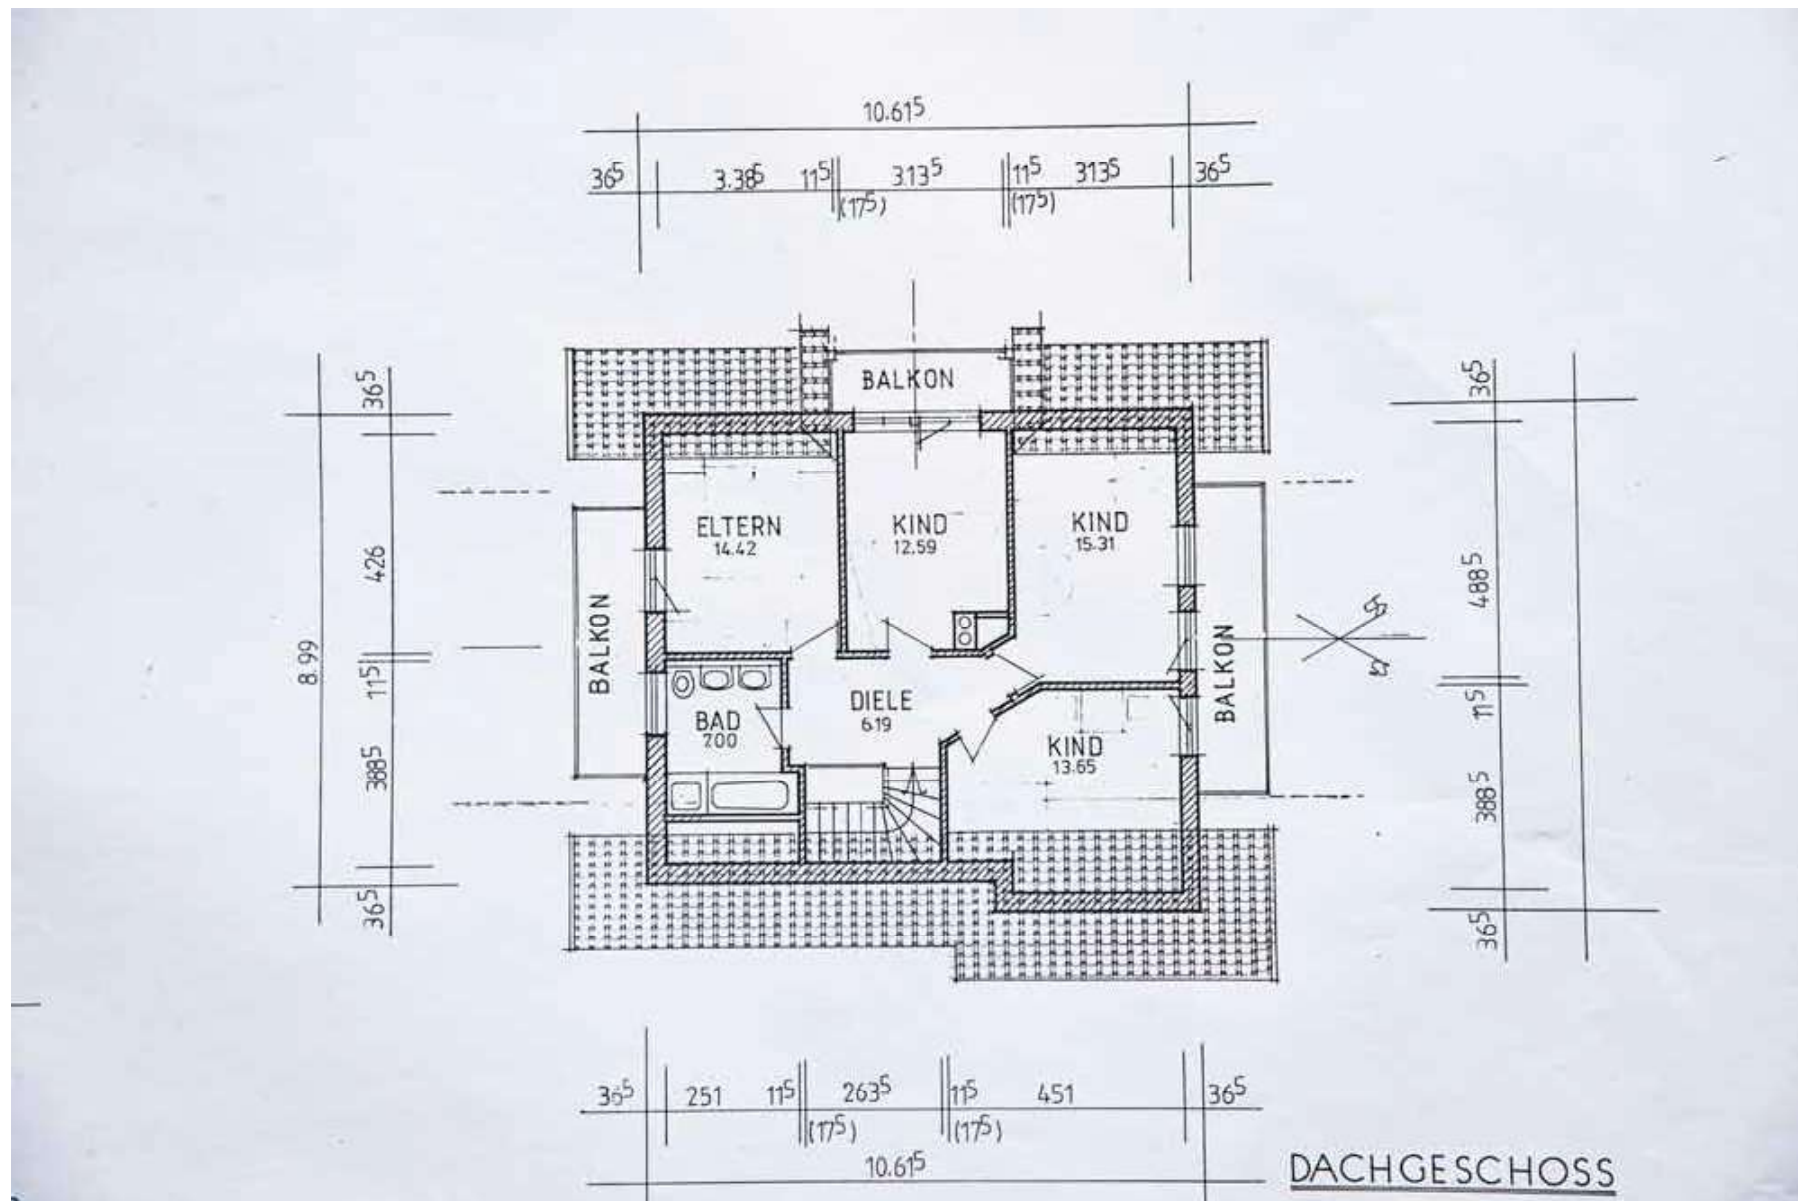 10.61⁵
36⁵ 3.38⁵ 11⁵ 3.13⁵ 11⁵ 313⁵ 36⁵
(17⁵) (17⁵)
36⁵
426
11⁵
388⁵
36⁵
8.99
BALKON
BALKON
ELTERN
14.42
KIND
12.59
KIND
15.31
BAD
7.00
DIELE
6.19
KIND
13.65
BALKON
36⁵
488⁵
11⁵
388⁵
36⁵
36⁵ 251 11⁵ 263⁵ 11⁵ 451 36⁵
(17⁵) (17⁵)
10.61⁵
DACHGESCHOSS